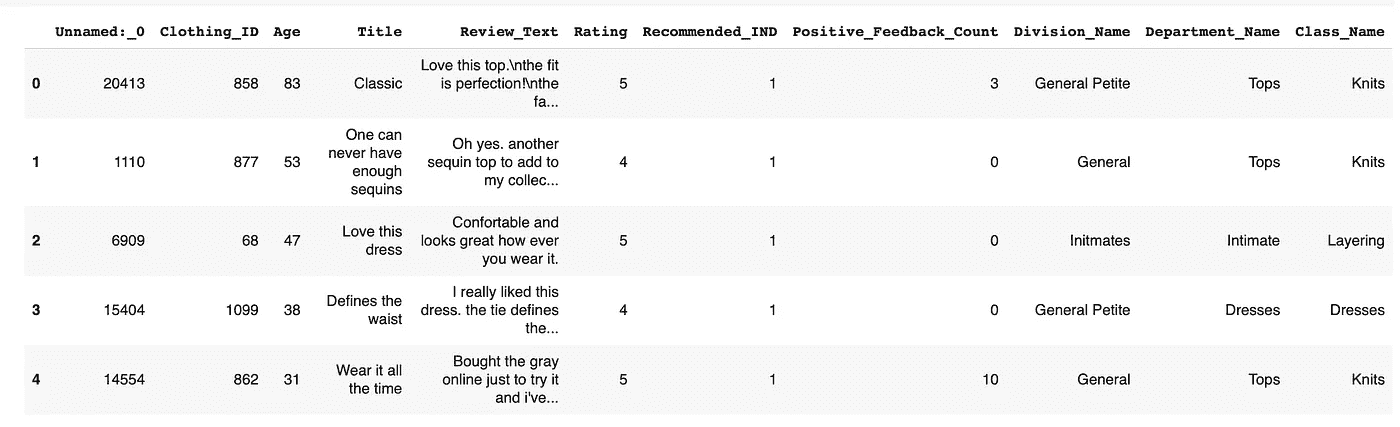 Unnamed:_0 Clothing_ID Age Title Review_Text Rating Recommended_IND Positive_Feedback_Count Division_Name Department_Name Class_Name
0 20413 858 83 Classic Love this top.\nthe fit is perfection!\nthe fa... 5 1 3 General Petite Tops Knits
1 1110 877 53 One can never have enough sequins Oh yes. another sequin top to add to my collec... 4 1 0 General Tops Knits
2 6909 68 47 Love this dress Confortable and looks great how ever you wear it. 5 1 0 Initmates Intimate Layering
3 15404 1099 38 Defines the waist I really liked this dress. the tie defines the... 4 1 0 General Petite Dresses Dresses
4 14554 862 31 Wear it all the time Bought the gray online just to try it and i've... 5 1 10 General Tops Knits